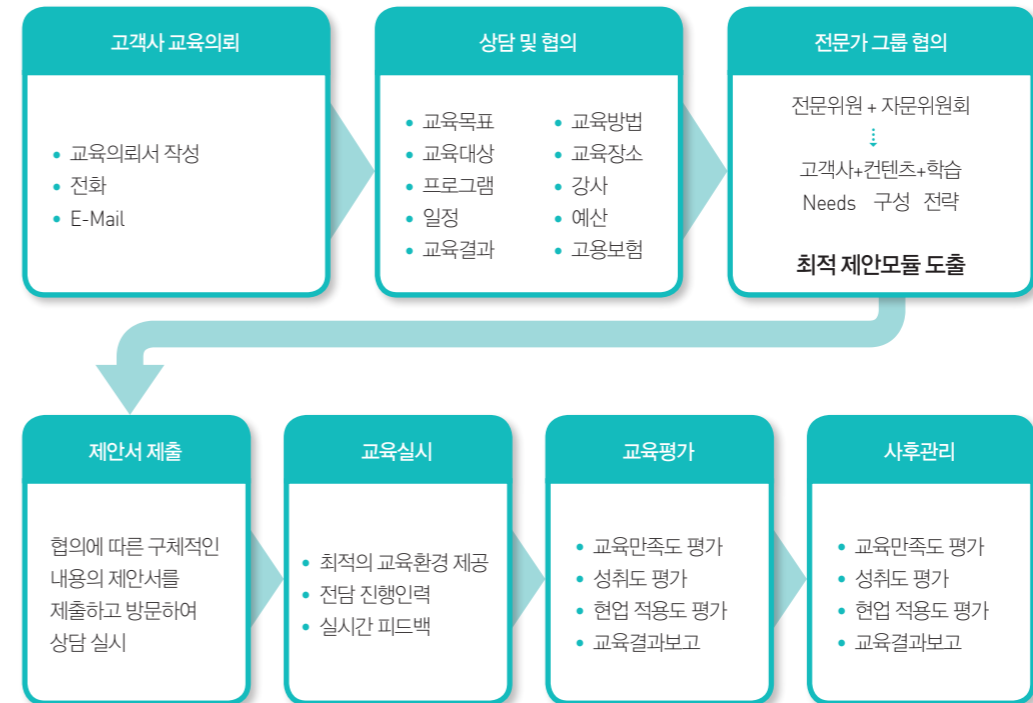 고객사 교육의뢰
• 교육의뢰서 작성
• 전화
• E-Mail
상담 및 협의
• 교육목표
• 교육대상
• 프로그램
• 일정
• 교육결과
• 교육방법
• 교육장소
• 강사
• 예산
• 고용보험
전문가 그룹 협의
전문위원 + 자문위원회
고객사+컨텐츠+학습
Needs 구성 전략
최적 제안모듈 도출
제안서 제출
협의에 따른 구체적인
내용의 제안서를
제출하고 방문하여
상담 실시
교육실시
• 최적의 교육환경 제공
• 전담 진행인력
• 실시간 피드백
교육평가
• 교육만족도 평가
• 성취도 평가
• 현업 적용도 평가
• 교육결과보고
사후관리
• 교육만족도 평가
• 성취도 평가
• 현업 적용도 평가
• 교육결과보고